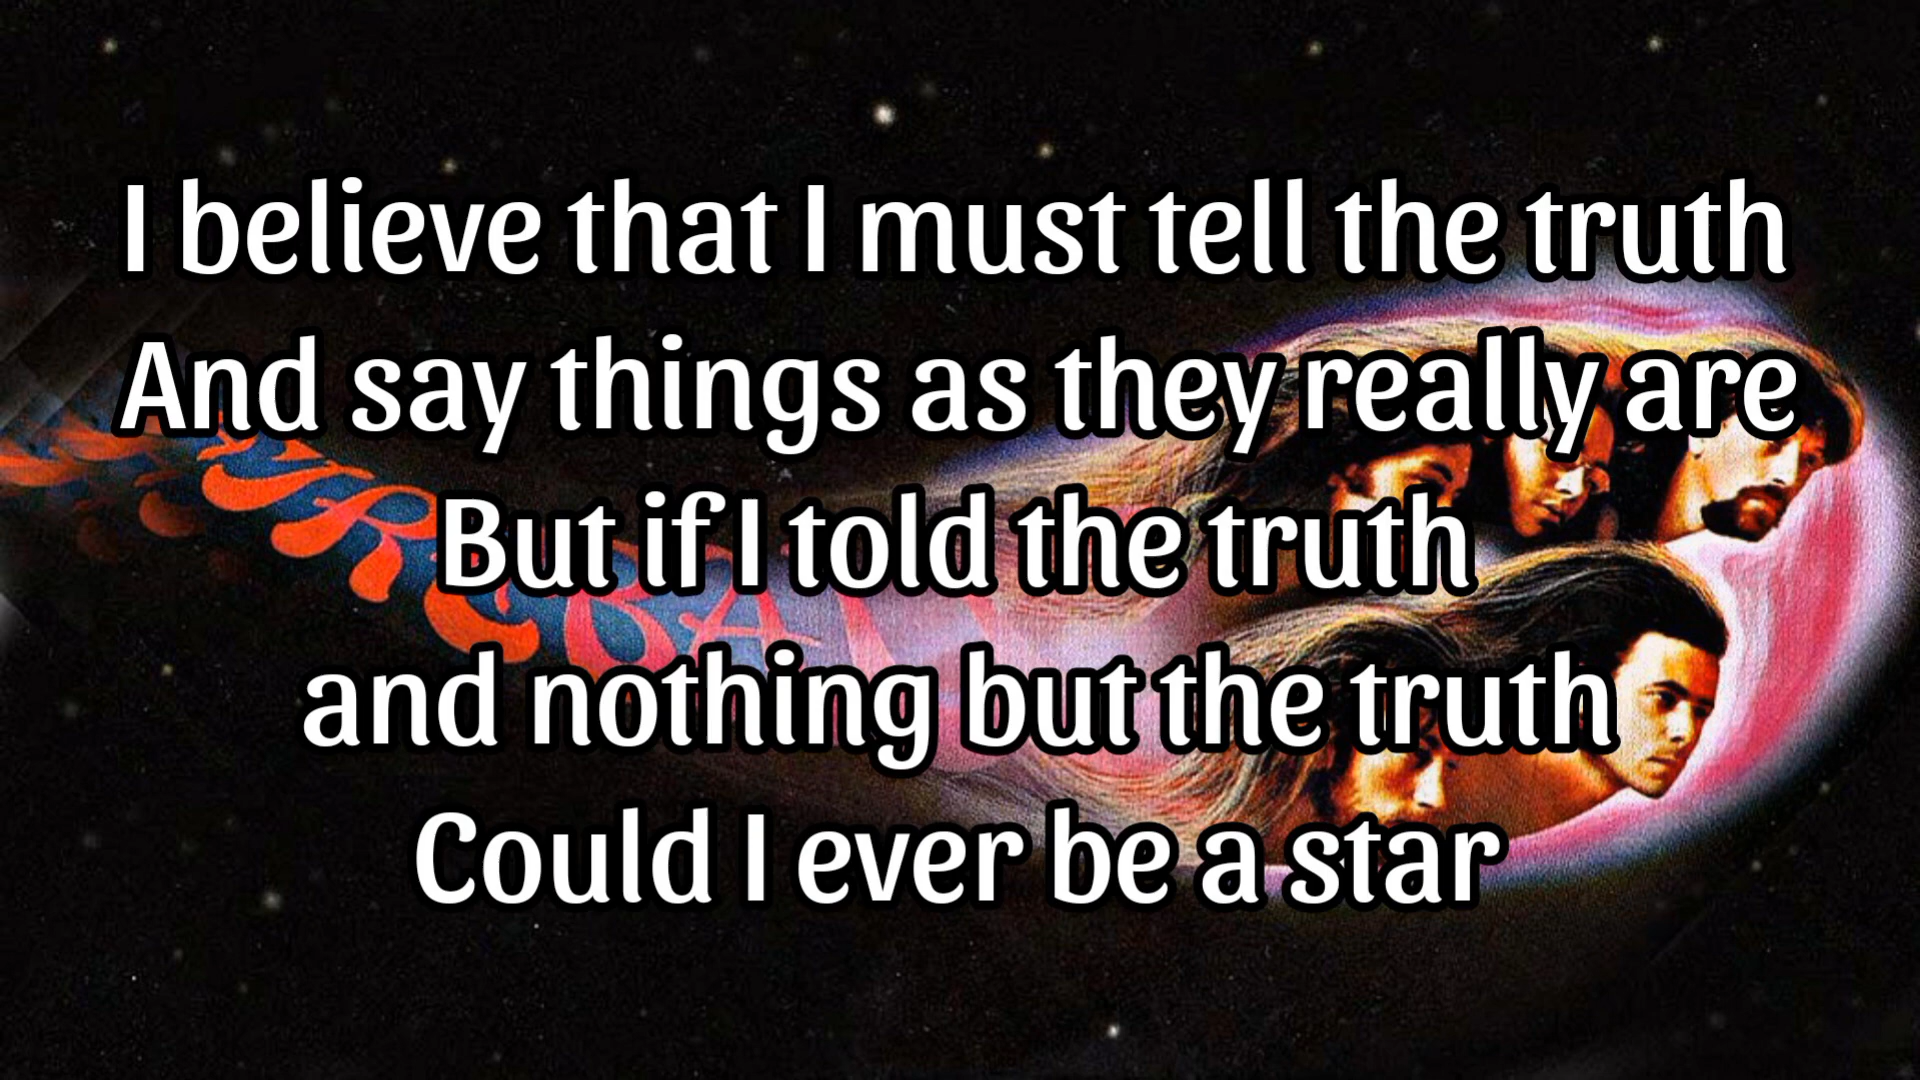 I believe that I must tell the truth
And say things as they really are
But if I told the truth
and nothing but the truth
Could I ever be a star